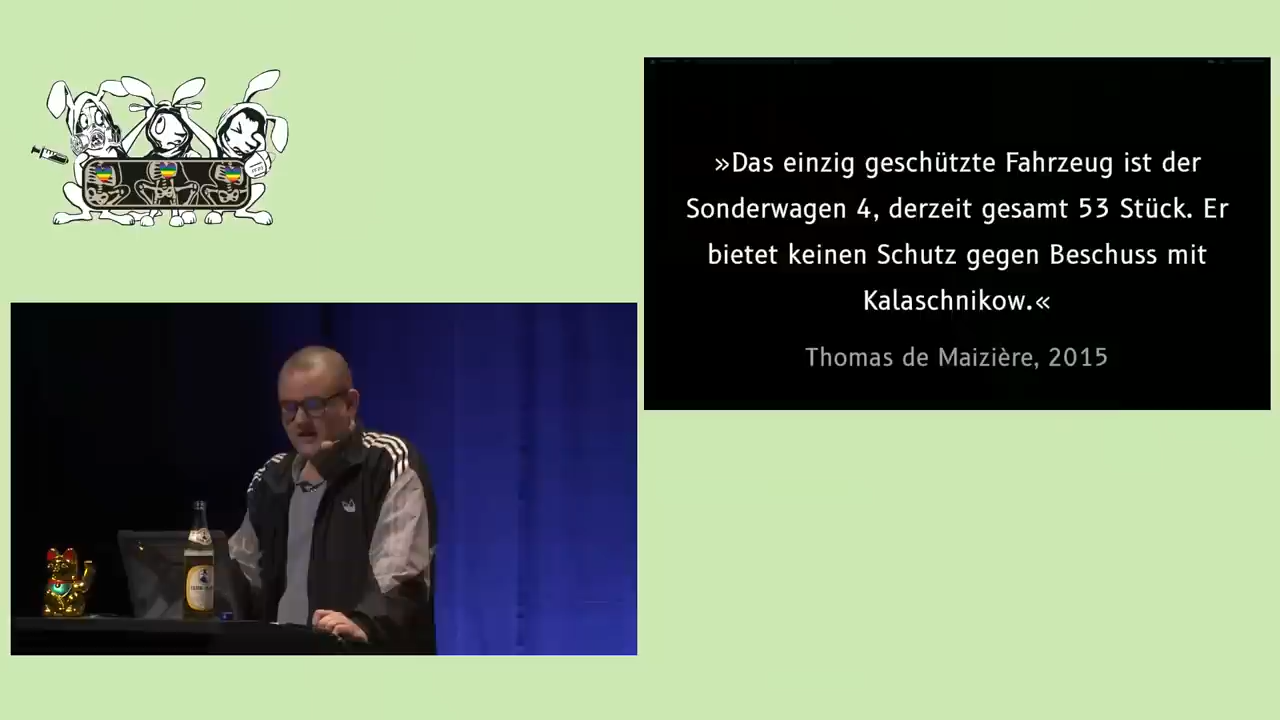 »Das einzig geschützte Fahrzeug ist der
Sonderwagen 4, derzeit gesamt 53 Stück. Er
bietet keinen Schutz gegen Beschuss mit
Kalaschnikow.«
Thomas de Maizière, 2015